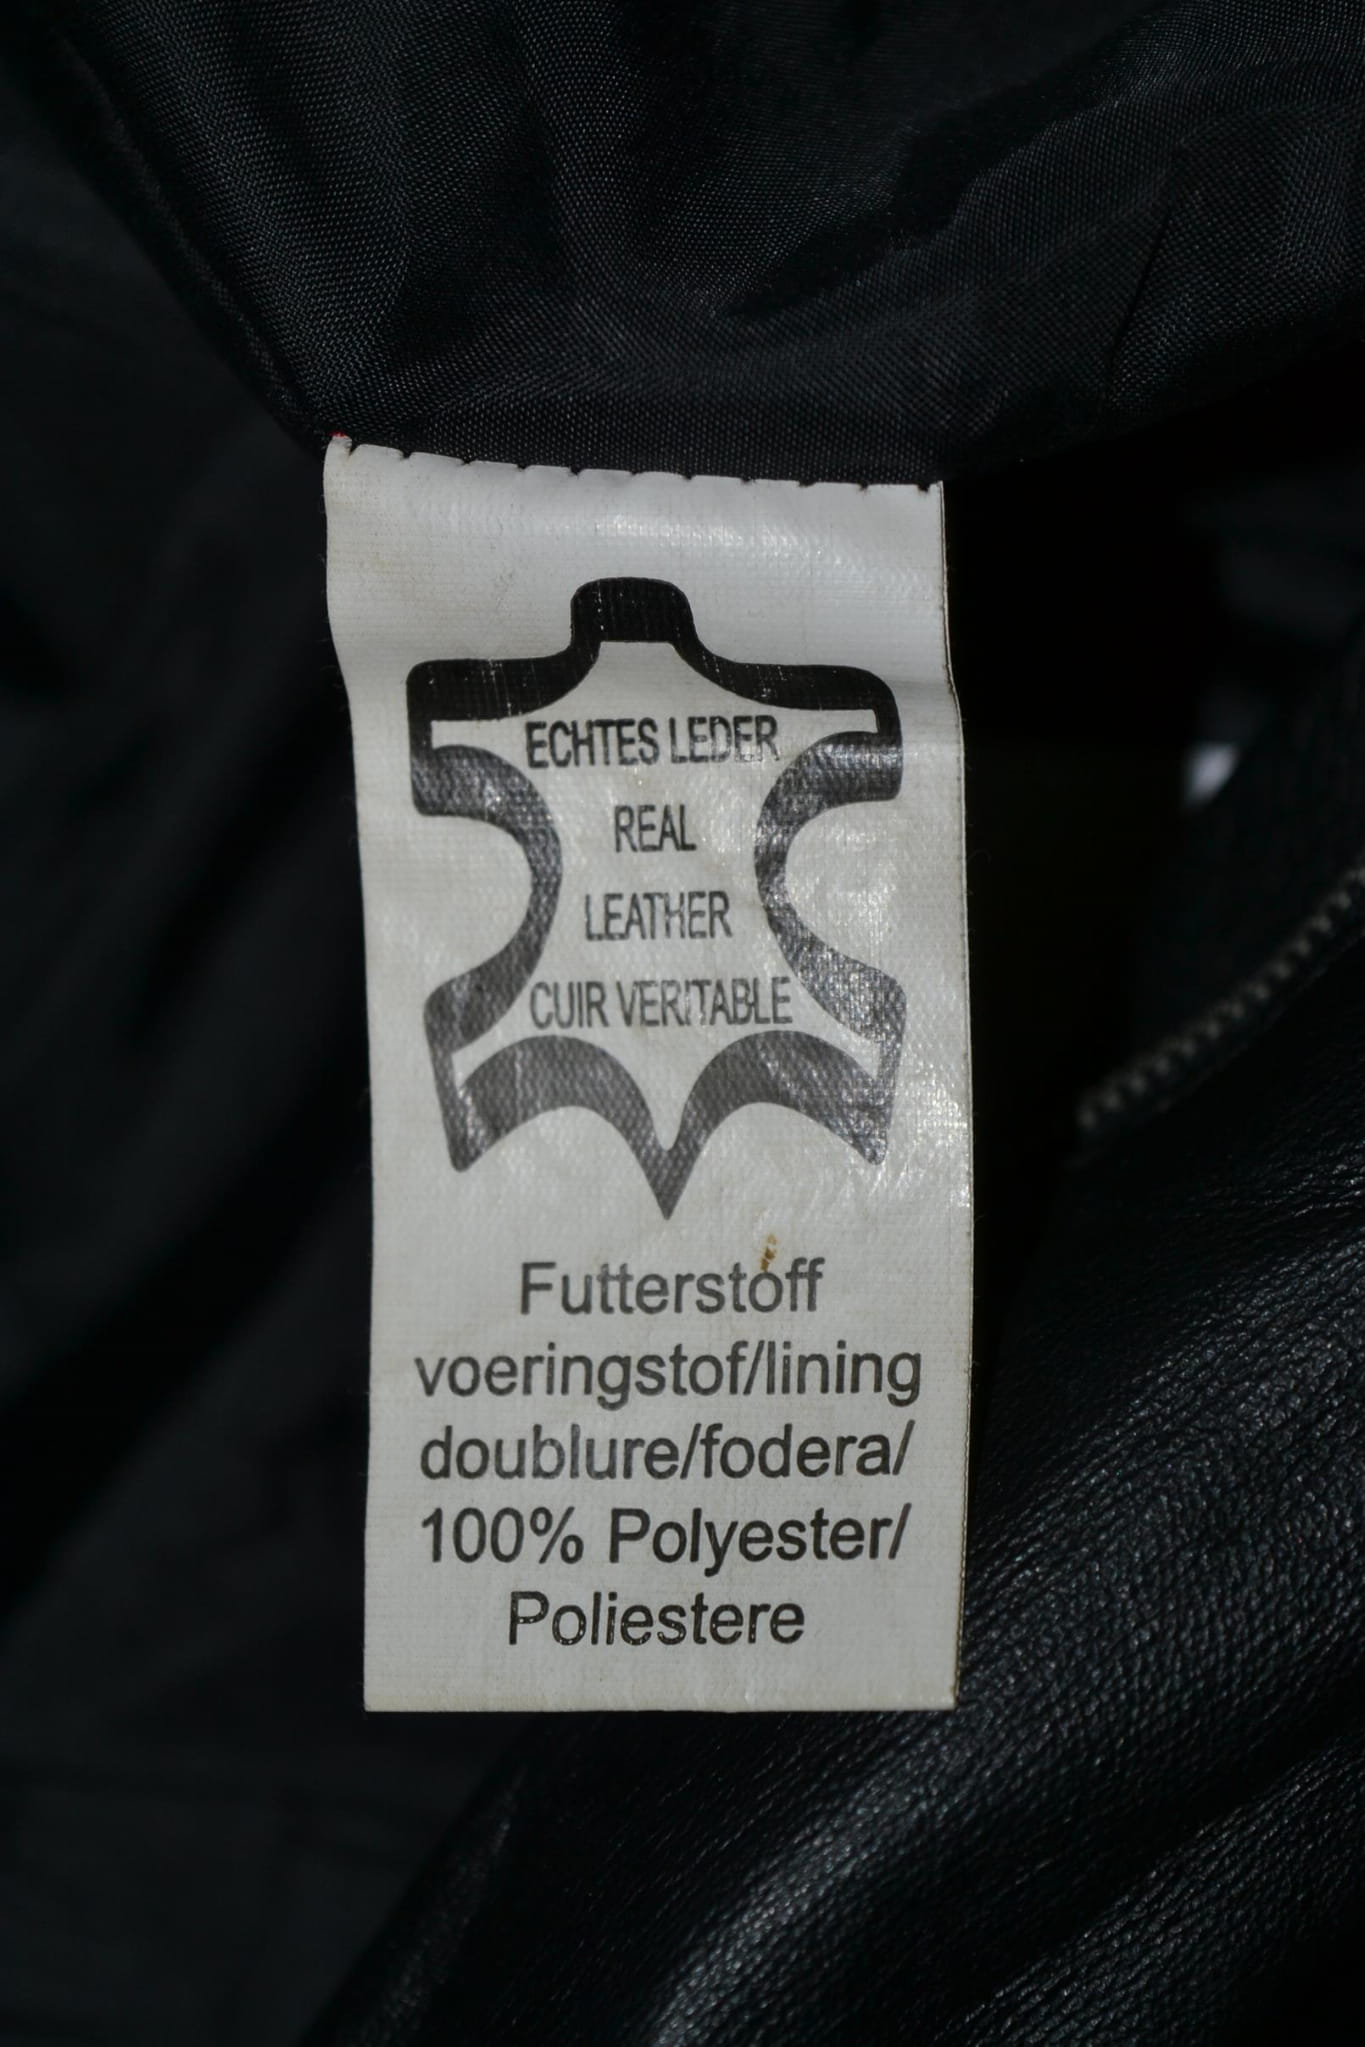 ECHTES LEDER
REAL
LEATHER
CUIR VERITABLE
Futterstoff
voeringstof/lining
doublure/fodera/
100% Polyester/
Poliestere